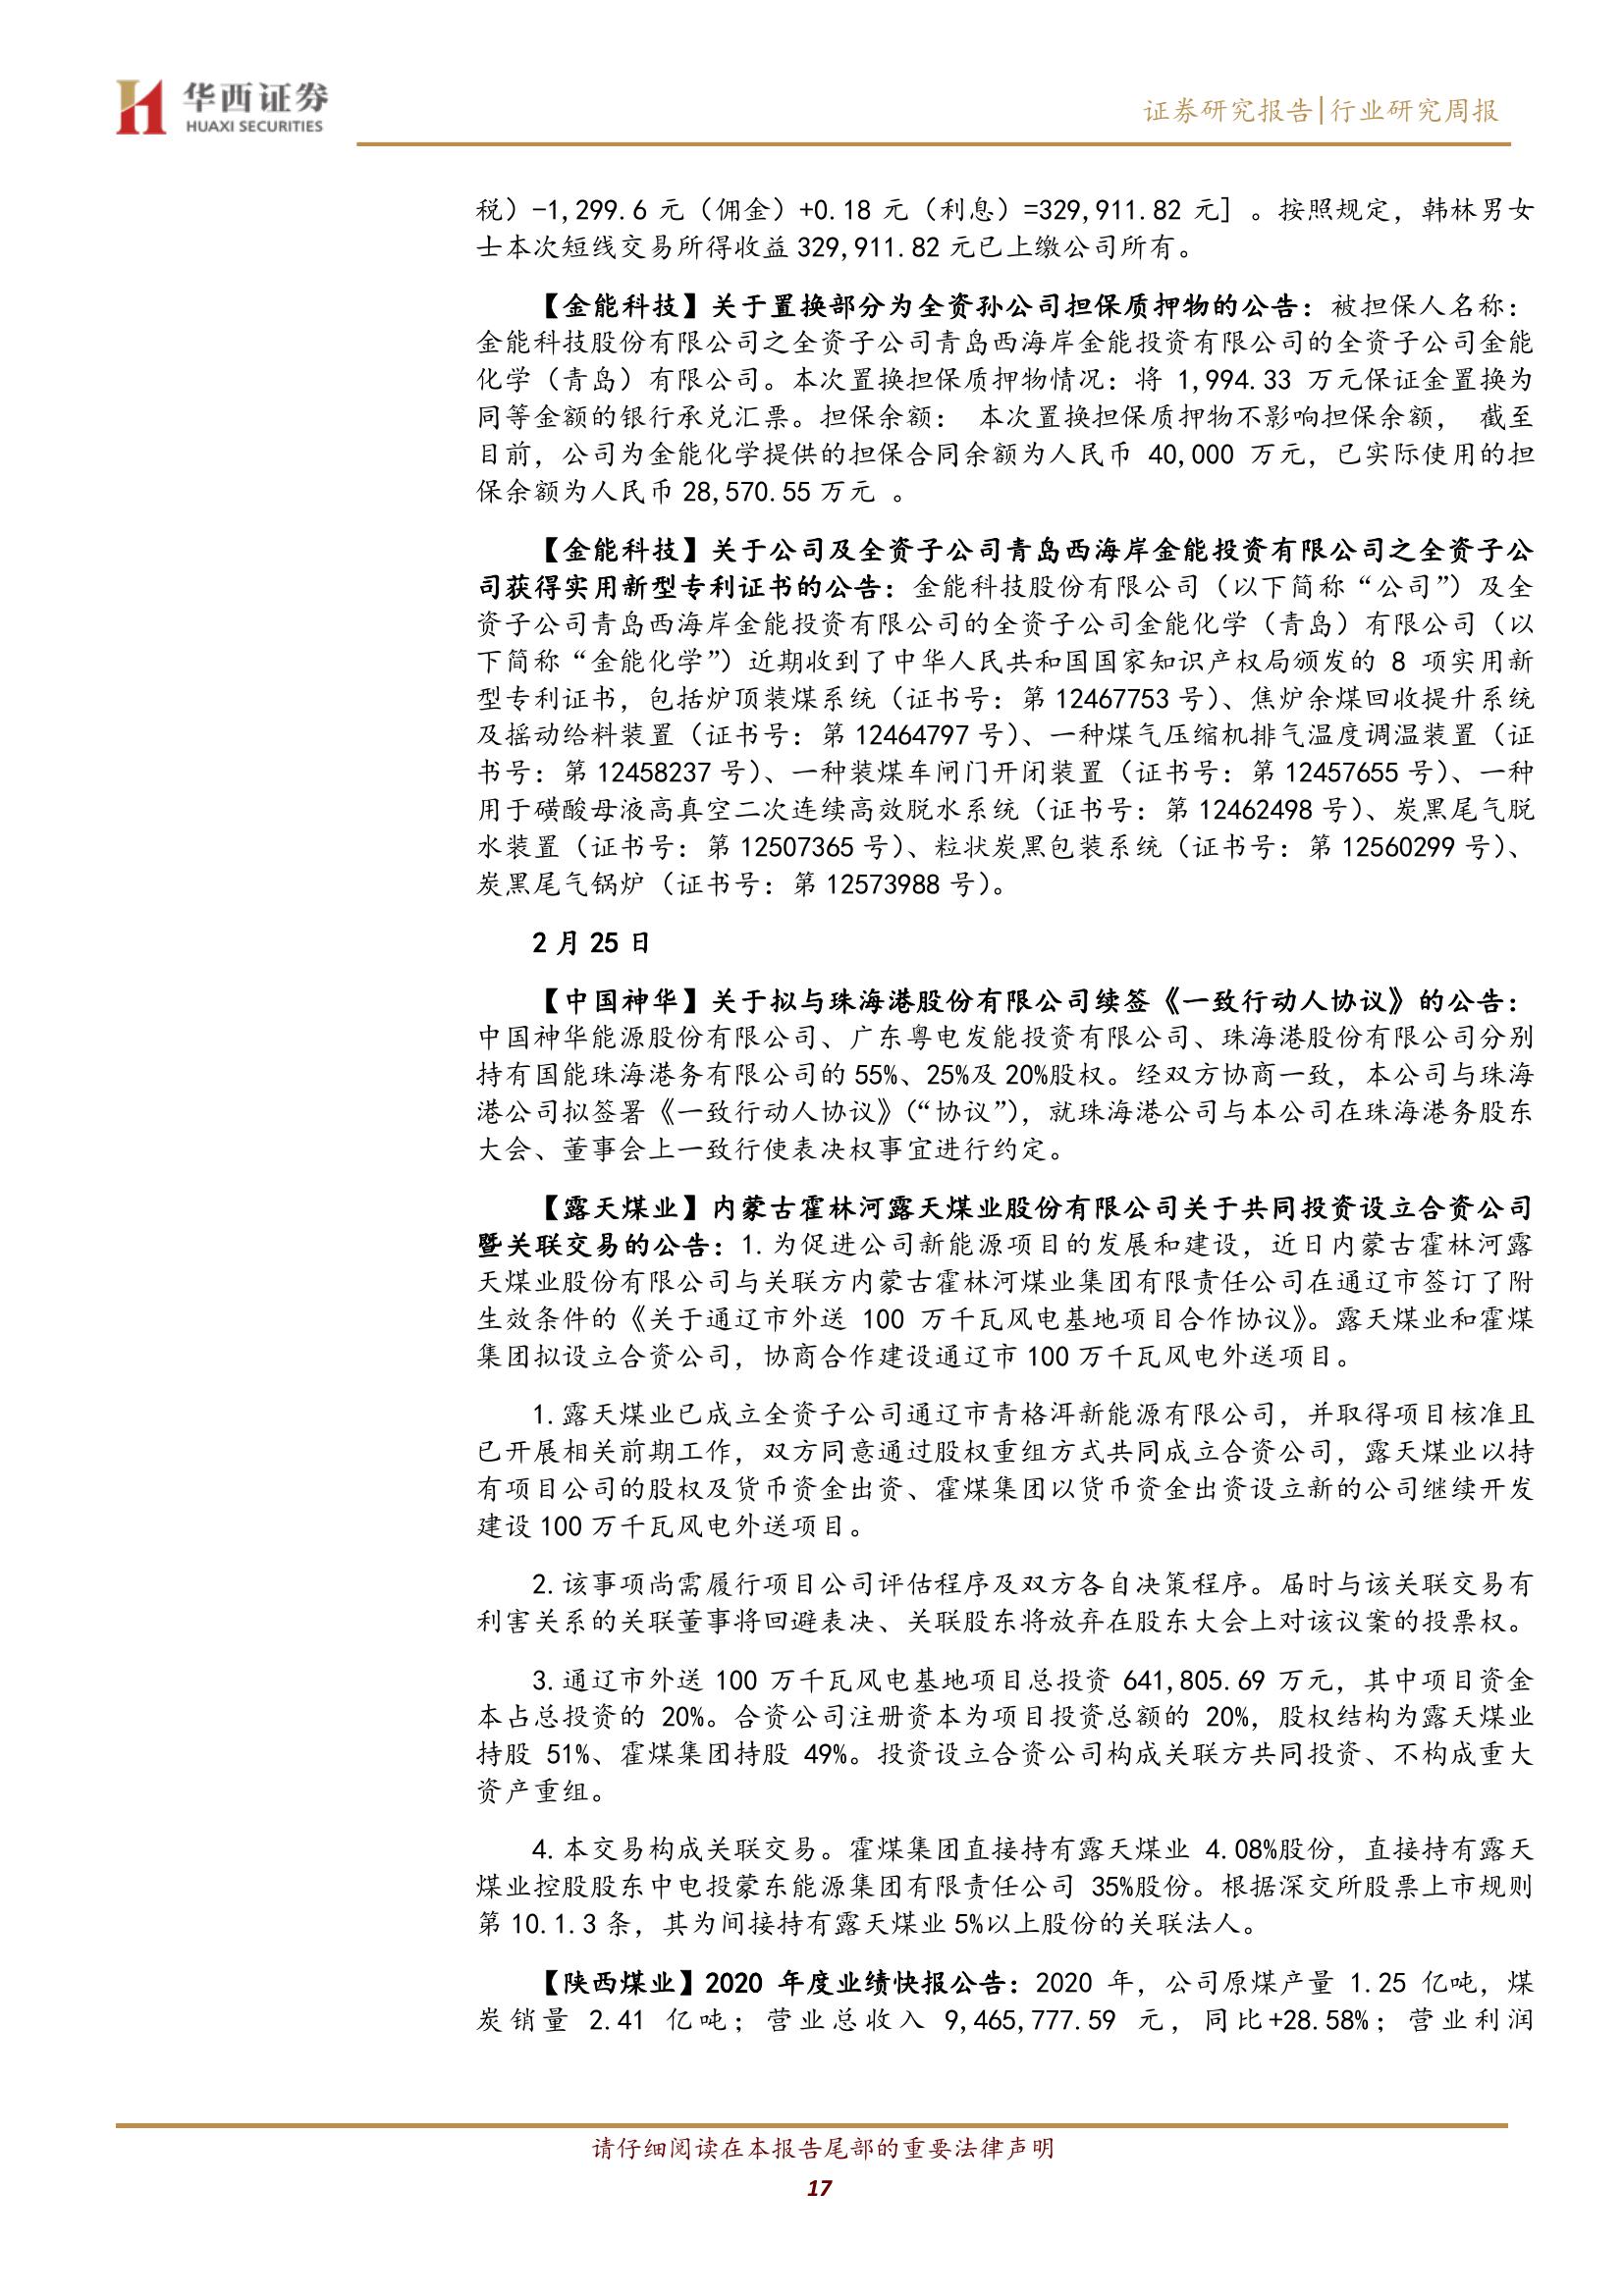 华西证券
HUAXI SECURITIES
证券研究报告|行业研究周报
税）-1,299.6 元（佣金）+0.18 元（利息）=329,911.82 元] 。按照规定，韩林男女
士本次短线交易所得收益 329,911.82 元已上缴公司所有。
【金能科技】关于置换部分为全资孙公司担保质押物的公告：被担保人名称：
金能科技股份有限公司之全资子公司青岛西海岸金能投资有限公司的全资子公司金能
化学（青岛）有限公司。本次置换担保质押物情况：将 1,994.33 万元保证金置换为
同等金额的银行承兑汇票。担保余额： 本次置换担保质押物不影响担保余额， 截至
目前，公司为金能化学提供的担保合同余额为人民币 40,000 万元，已实际使用的担
保余额为人民币 28,570.55 万元 。
【金能科技】关于公司及全资子公司青岛西海岸金能投资有限公司之全资子公
司获得实用新型专利证书的公告：金能科技股份有限公司（以下简称“公司”）及全
资子公司青岛西海岸金能投资有限公司的全资子公司金能化学（青岛）有限公司（以
下简称“金能化学”）近期收到了中华人民共和国国家知识产权局颁发的 8 项实用新
型专利证书，包括炉顶装煤系统（证书号：第 12467753 号）、焦炉余煤回收提升系统
及摇动给料装置（证书号：第 12464797 号）、一种煤气压缩机排气温度调温装置（证
书号：第 12458237 号）、一种装煤车闸门开闭装置（证书号：第 12457655 号）、一种
用于磺酸母液高真空二次连续高效脱水系统（证书号：第 12462498 号）、炭黑尾气脱
水装置（证书号：第 12507365 号）、粒状炭黑包装系统（证书号：第 12560299 号）、
炭黑尾气锅炉（证书号：第 12573988 号）。
2 月 25 日
【中国神华】关于拟与珠海港股份有限公司续签《一致行动人协议》的公告：
中国神华能源股份有限公司、广东粤电发能投资有限公司、珠海港股份有限公司分别
持有国能珠海港务有限公司的 55%、25%及 20%股权。经双方协商一致，本公司与珠海
港公司拟签署《一致行动人协议》（“协议”），就珠海港公司与本公司在珠海港务股东
大会、董事会上一致行使表决权事宜进行约定。
【露天煤业】内蒙古霍林河露天煤业股份有限公司关于共同投资设立合资公司
暨关联交易的公告：1.为促进公司新能源项目的发展和建设，近日内蒙古霍林河露
天煤业股份有限公司与关联方内蒙古霍林河煤业集团有限责任公司在通辽市签订了附
生效条件的《关于通辽市外送 100 万千瓦风电基地项目合作协议》。露天煤业和霍煤
集团拟设立合资公司，协商合作建设通辽市 100 万千瓦风电外送项目。
1.露天煤业已成立全资子公司通辽市青格洱新能源有限公司，并取得项目核准且
已开展相关前期工作，双方同意通过股权重组方式共同成立合资公司，露天煤业以持
有项目公司的股权及货币资金出资、霍煤集团以货币资金出资设立新的公司继续开发
建设 100 万千瓦风电外送项目。
2.该事项尚需履行项目公司评估程序及双方各自决策程序。届时与该关联交易有
利害关系的关联董事将回避表决、关联股东将放弃在股东大会上对该议案的投票权。
3.通辽市外送 100 万千瓦风电基地项目总投资 641,805.69 万元，其中项目资金
本占总投资的 20%。合资公司注册资本为项目投资总额的 20%，股权结构为露天煤业
持股 51%、霍煤集团持股 49%。投资设立合资公司构成关联方共同投资、不构成重大
资产重组。
4.本交易构成关联交易。霍煤集团直接持有露天煤业 4.08%股份，直接持有露天
煤业控股股东中电投蒙东能源集团有限责任公司 35%股份。根据深交所股票上市规则
第 10.1.3 条，其为间接持有露天煤业 5%以上股份的关联法人。
【陕西煤业】2020 年度业绩快报公告：2020 年，公司原煤产量 1.25 亿吨，煤
炭销量 2.41 亿吨；营业总收入 9,465,777.59 元，同比+28.58%；营业利润
请仔细阅读在本报告尾部的重要法律声明
17